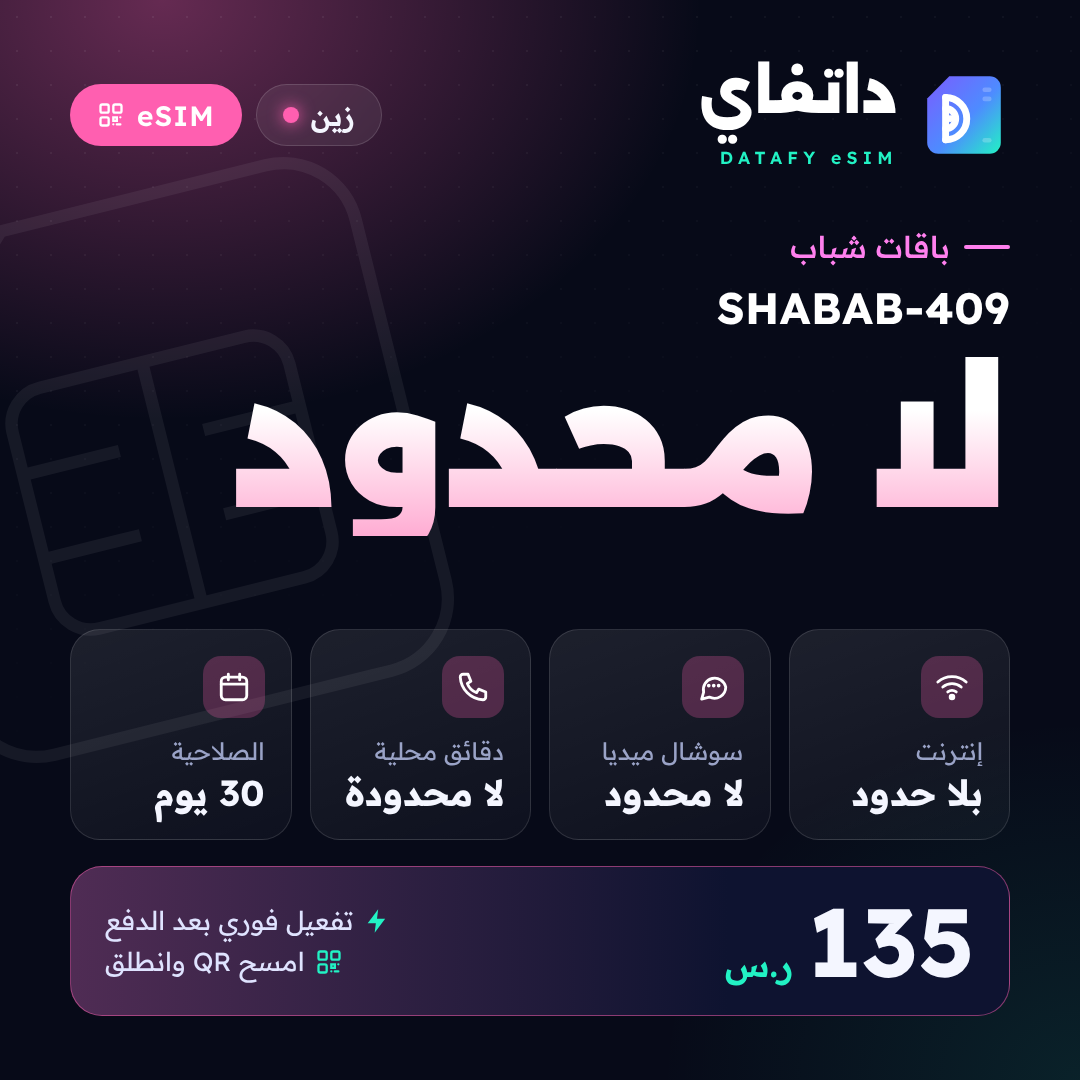 داتفاي
DATAFY eSIM
زين
eSIM
باقات شباب
SHABAB-409
لا محدود
إنترنت
بلا حدود
سوشال ميديا
لا محدود
دقائق محلية
لا محدودة
الصلاحية
30 يوم
135 ر.س
تفعيل فوري بعد الدفع
امسح QR وانطلق